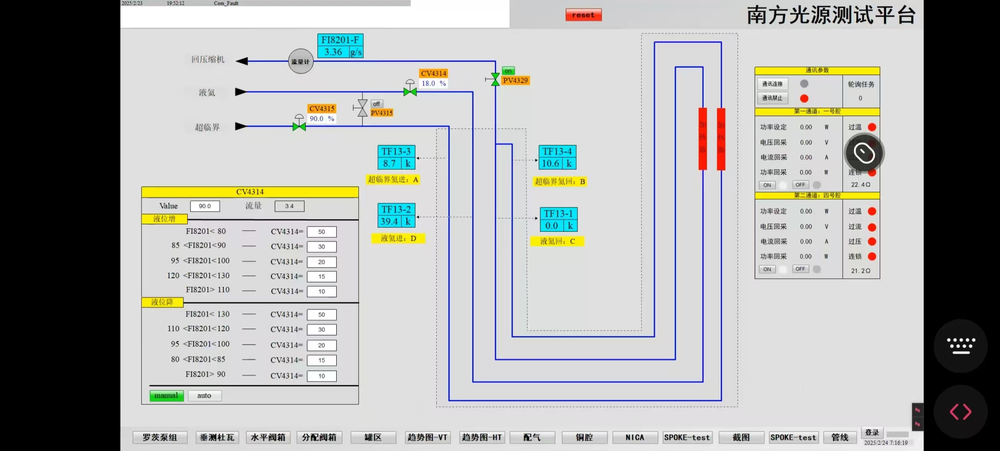 2025/2/23 19:52:12 Com_Fault
reset
南方光源测试平台
FI8201-F
3.36 g/s
回压缩机
流量计
on
CV4314
18.0 %
PV4329
液氦
off
CV4315
PV4315
90.0 %
超临界
加热器
加热器
TF13-3
8.7 k
超临界氦进：A
TF13-4
10.6 k
超临界氦回：B
TF13-2
39.4 k
液氦进：D
TF13-1
0.0 k
液氦回：C
CV4314
Value 90.0 流量 3.4
液位增
FI8201< 80 — CV4314= 50
85 <FI8201<90 — CV4314= 30
95 <FI8201<100 — CV4314= 20
120 <FI8201<130 — CV4314= 15
FI8201> 110 — CV4314= 10
液位降
FI8201< 130 — CV4314= 50
110 <FI8201<120 — CV4314= 30
95 <FI8201<100 — CV4314= 20
80 <FI8201<85 — CV4314= 15
FI8201> 90 — CV4314= 10
manual auto
通讯参数
通讯连接 轮询任务
通讯禁止 0
第一通道：一号腔
功率设定 0.00 W 过温
电压回采 0.00 V
电流回采 0.00 A
功率回采 0.00 W 连锁
ON OFF 22.4Ω
第二通道：四号腔
功率设定 0.00 W 过温
电压回采 0.00 V 过流
电流回采 0.00 A 过压
功率回采 0.00 W 连锁
ON OFF 21.2Ω
罗茨泵组 垂测杜瓦 水平阀箱 分配阀箱 罐区 趋势图-VT 趋势图-HT 配气 铜腔 NICA SPOKE-test 截图 SPOKE-test 管线 登录
2025/2/24 7:16:19